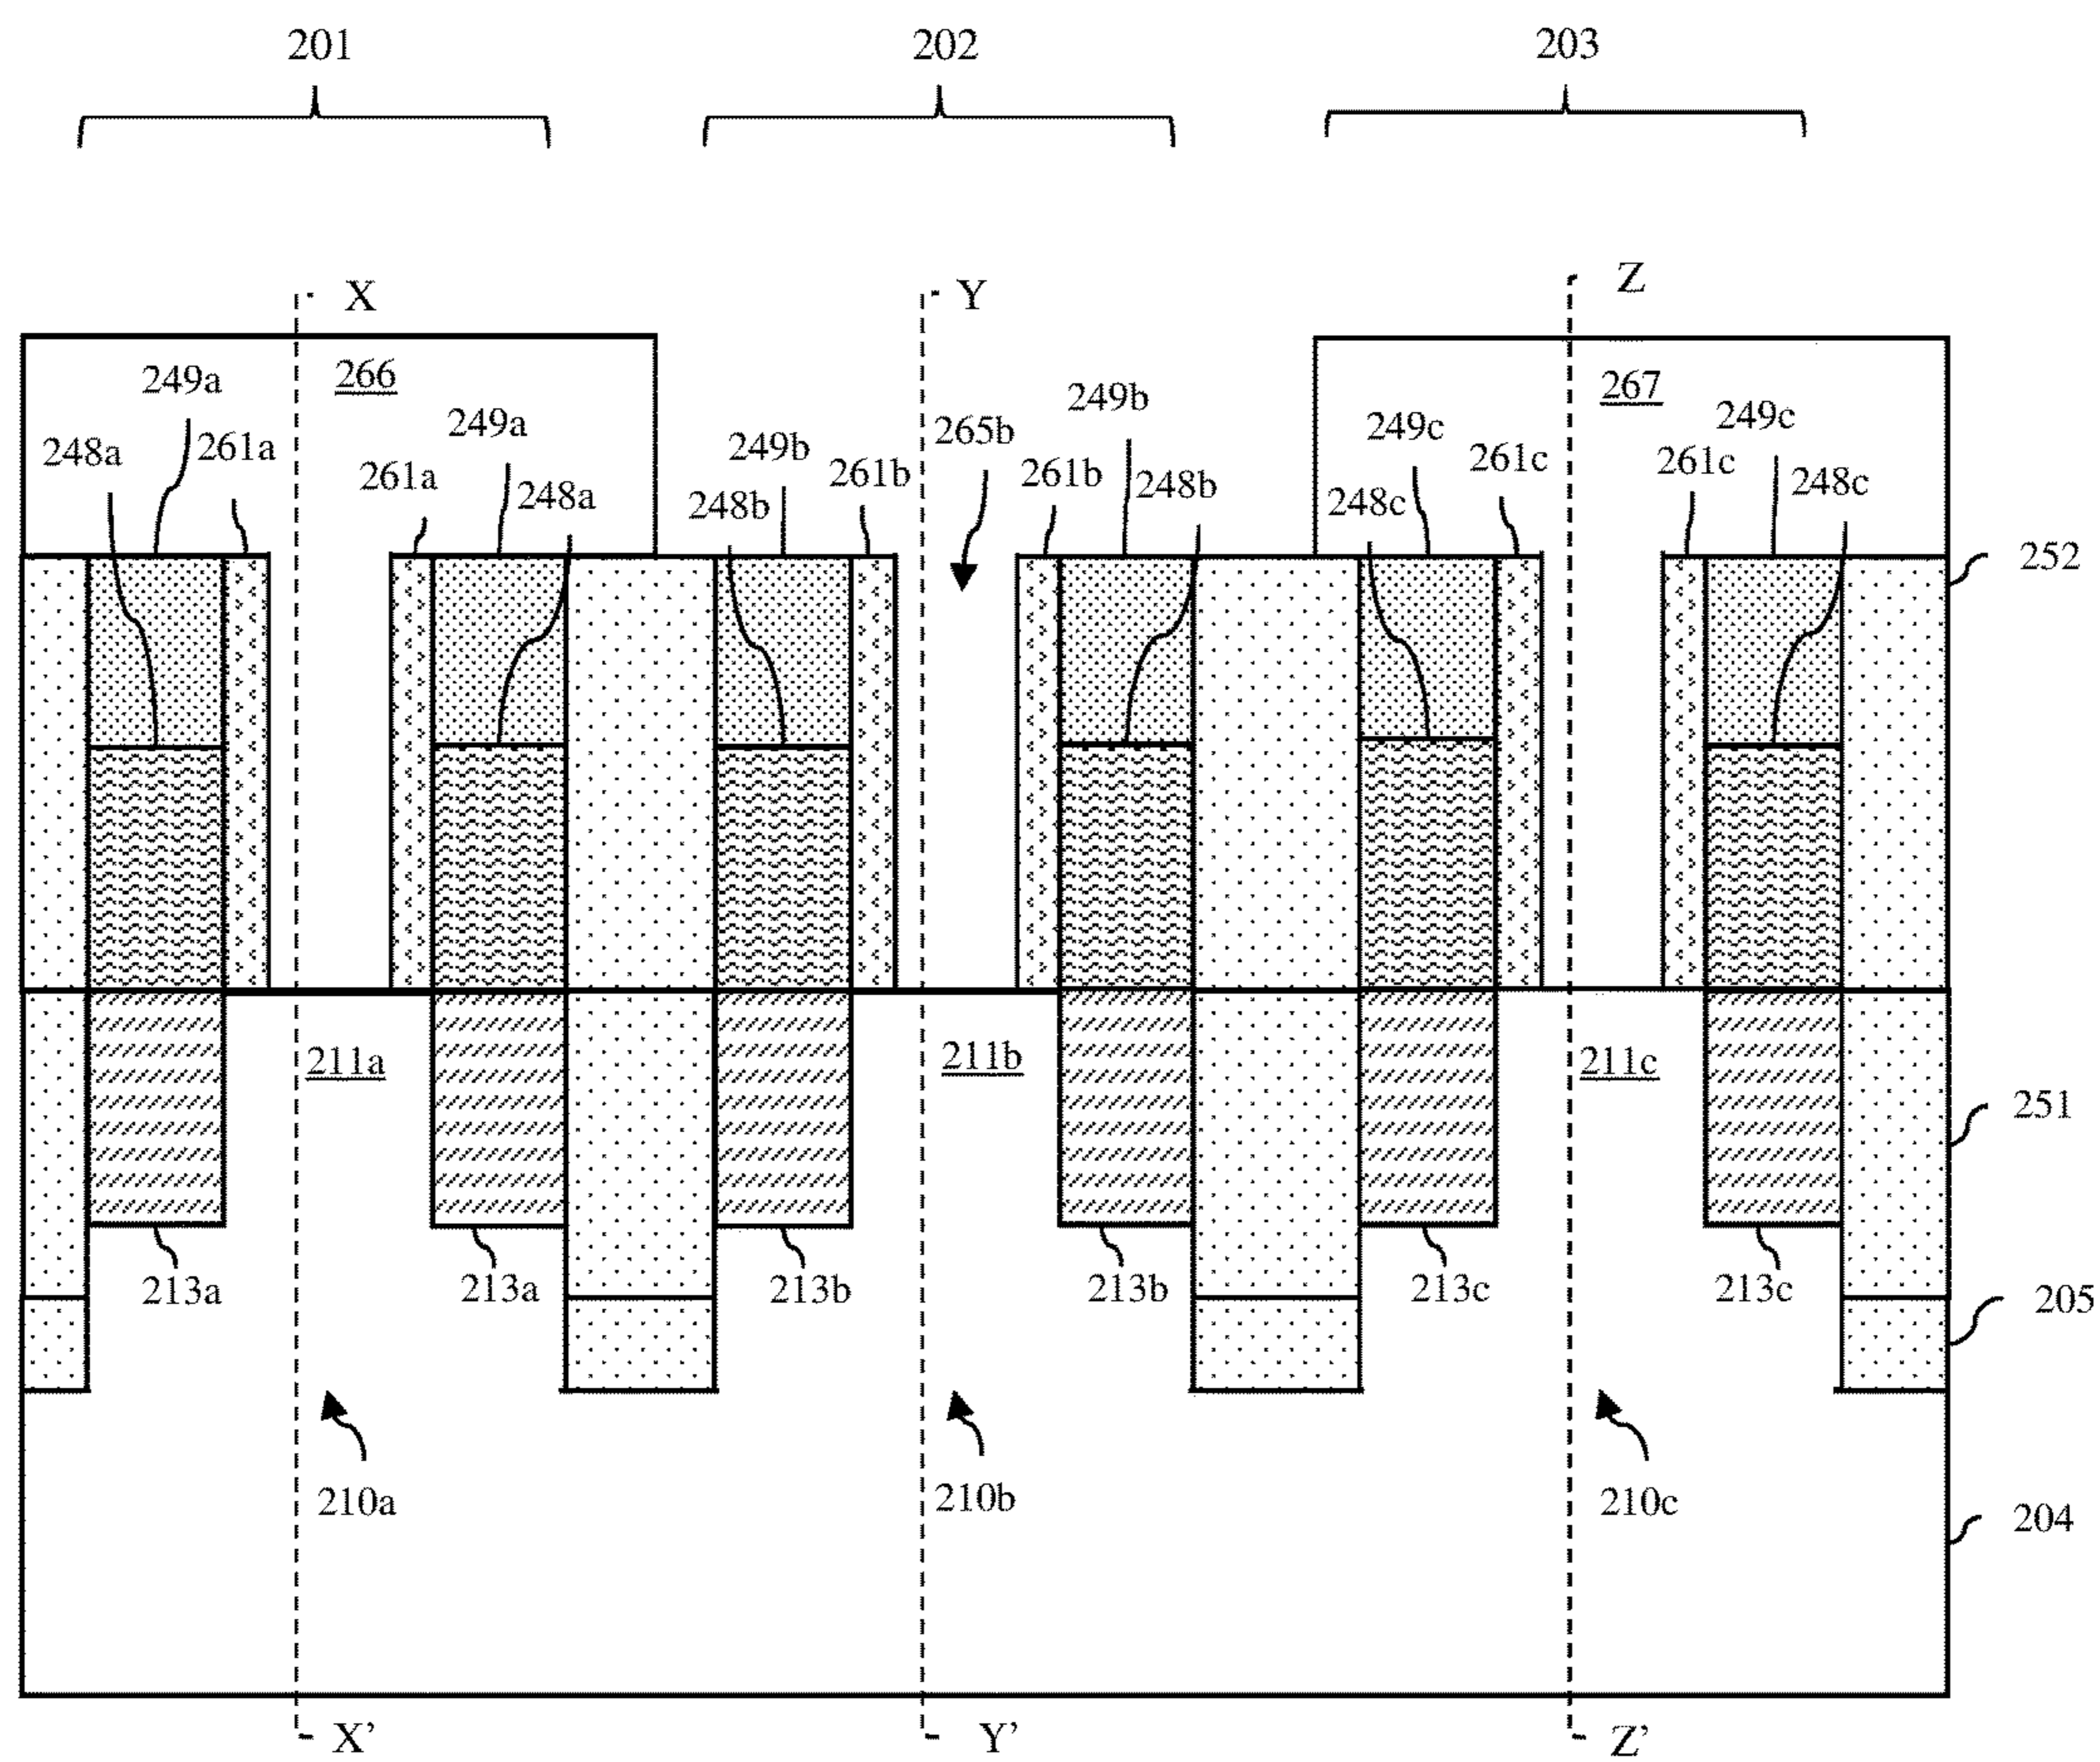 201 202 203
X Y Z
266 267
249a 249a 249b 249b 249c 249c
248a 261a 261a 248a 248b 261b 265b 261b 248b 248c 261c 261c 248c
252
211a 211b 211c
251
213a 213a 213b 213b 213c 213c
205
210a 210b 210c
204
X’ Y’ Z’